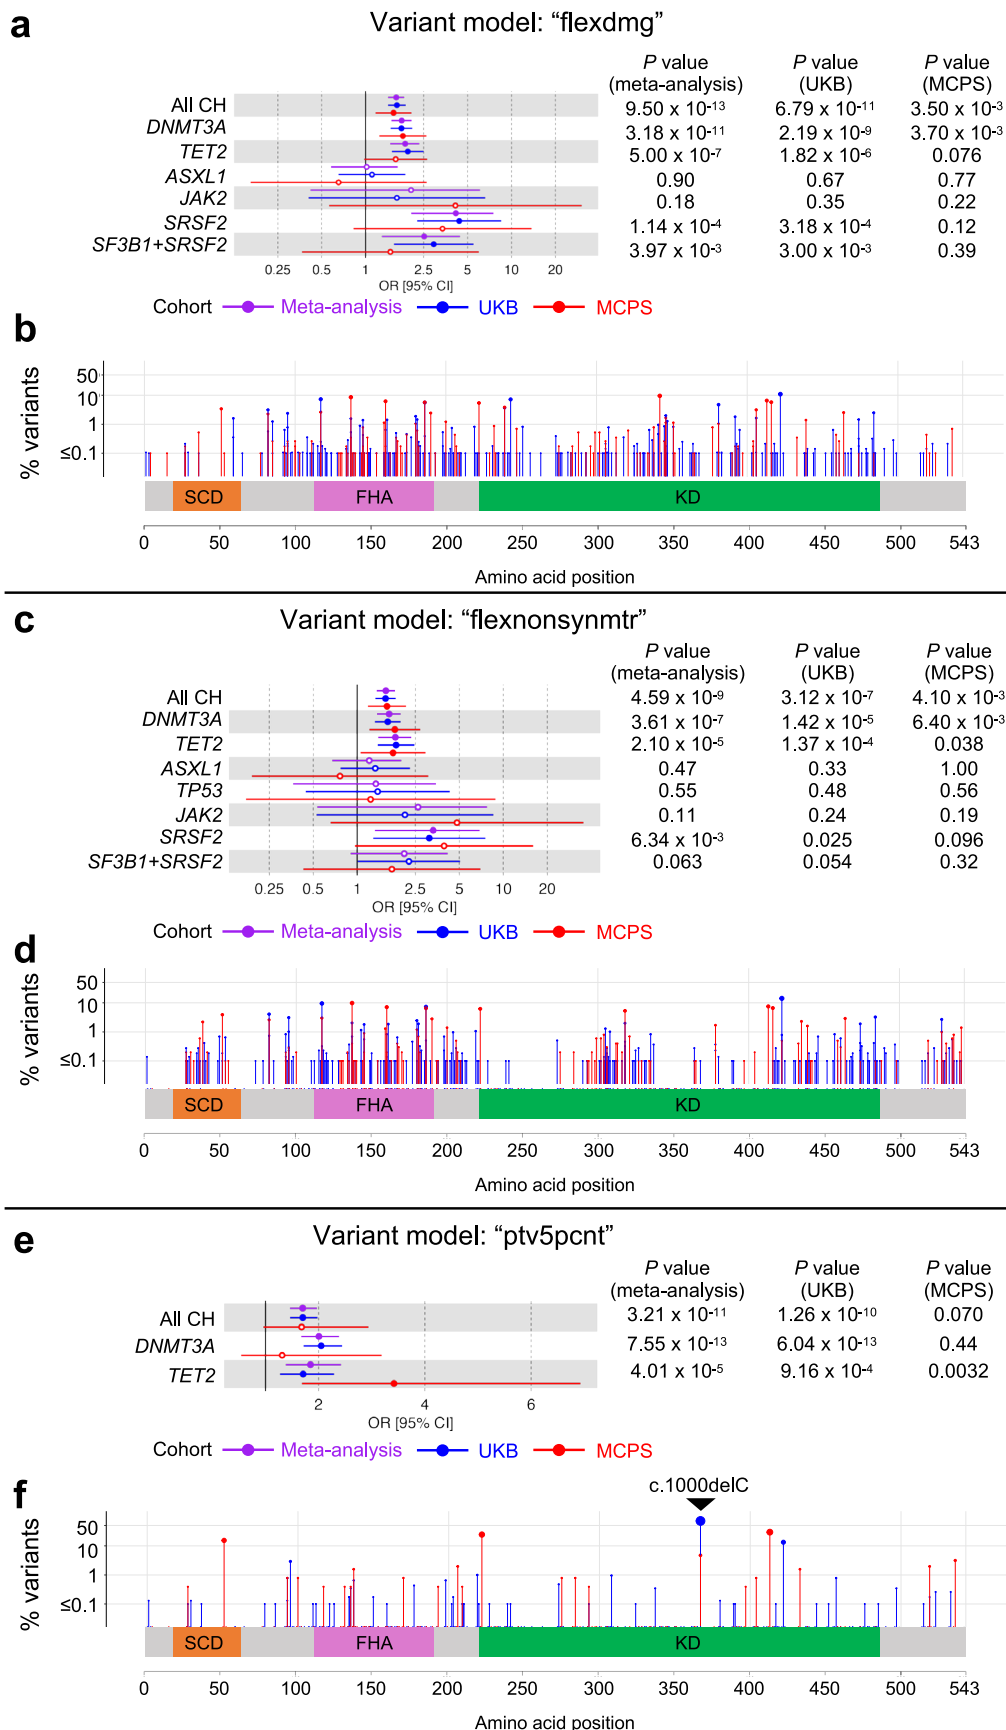 a
Variant model: “flexdmg”
P value (meta-analysis) P value (UKB) P value (MCPS)
All CH 9.50 x 10-13 6.79 x 10-11 3.50 x 10-3
DNMT3A 3.18 x 10-11 2.19 x 10-9 3.70 x 10-3
TET2 5.00 x 10-7 1.82 x 10-6 0.076
ASXL1 0.90 0.67 0.77
JAK2 0.18 0.35 0.22
SRSF2 1.14 x 10-4 3.18 x 10-4 0.12
SF3B1+SRSF2 3.97 x 10-3 3.00 x 10-3 0.39
0.25 0.5 1 2.5 5 10 20
OR [95% CI]
Cohort Meta-analysis UKB MCPS
b
% variants
50
10
1
≤0.1
SCD FHA KD
0 50 100 150 200 250 300 350 400 450 500 543
Amino acid position
c
Variant model: “flexnonsynmtr”
P value (meta-analysis) P value (UKB) P value (MCPS)
All CH 4.59 x 10-9 3.12 x 10-7 4.10 x 10-3
DNMT3A 3.61 x 10-7 1.42 x 10-5 6.40 x 10-3
TET2 2.10 x 10-5 1.37 x 10-4 0.038
ASXL1 0.47 0.33 1.00
TP53 0.55 0.48 0.56
JAK2 0.11 0.24 0.19
SRSF2 6.34 x 10-3 0.025 0.096
SF3B1+SRSF2 0.063 0.054 0.32
0.25 0.5 1 2.5 5 10 20
OR [95% CI]
Cohort Meta-analysis UKB MCPS
d
% variants
50
10
1
≤0.1
SCD FHA KD
0 50 100 150 200 250 300 350 400 450 500 543
Amino acid position
e
Variant model: “ptv5pcnt”
P value (meta-analysis) P value (UKB) P value (MCPS)
All CH 3.21 x 10-11 1.26 x 10-10 0.070
DNMT3A 7.55 x 10-13 6.04 x 10-13 0.44
TET2 4.01 x 10-5 9.16 x 10-4 0.0032
2 4 6
OR [95% CI]
Cohort Meta-analysis UKB MCPS
f
c.1000delC
% variants
50
10
1
≤0.1
SCD FHA KD
0 50 100 150 200 250 300 350 400 450 500 543
Amino acid position